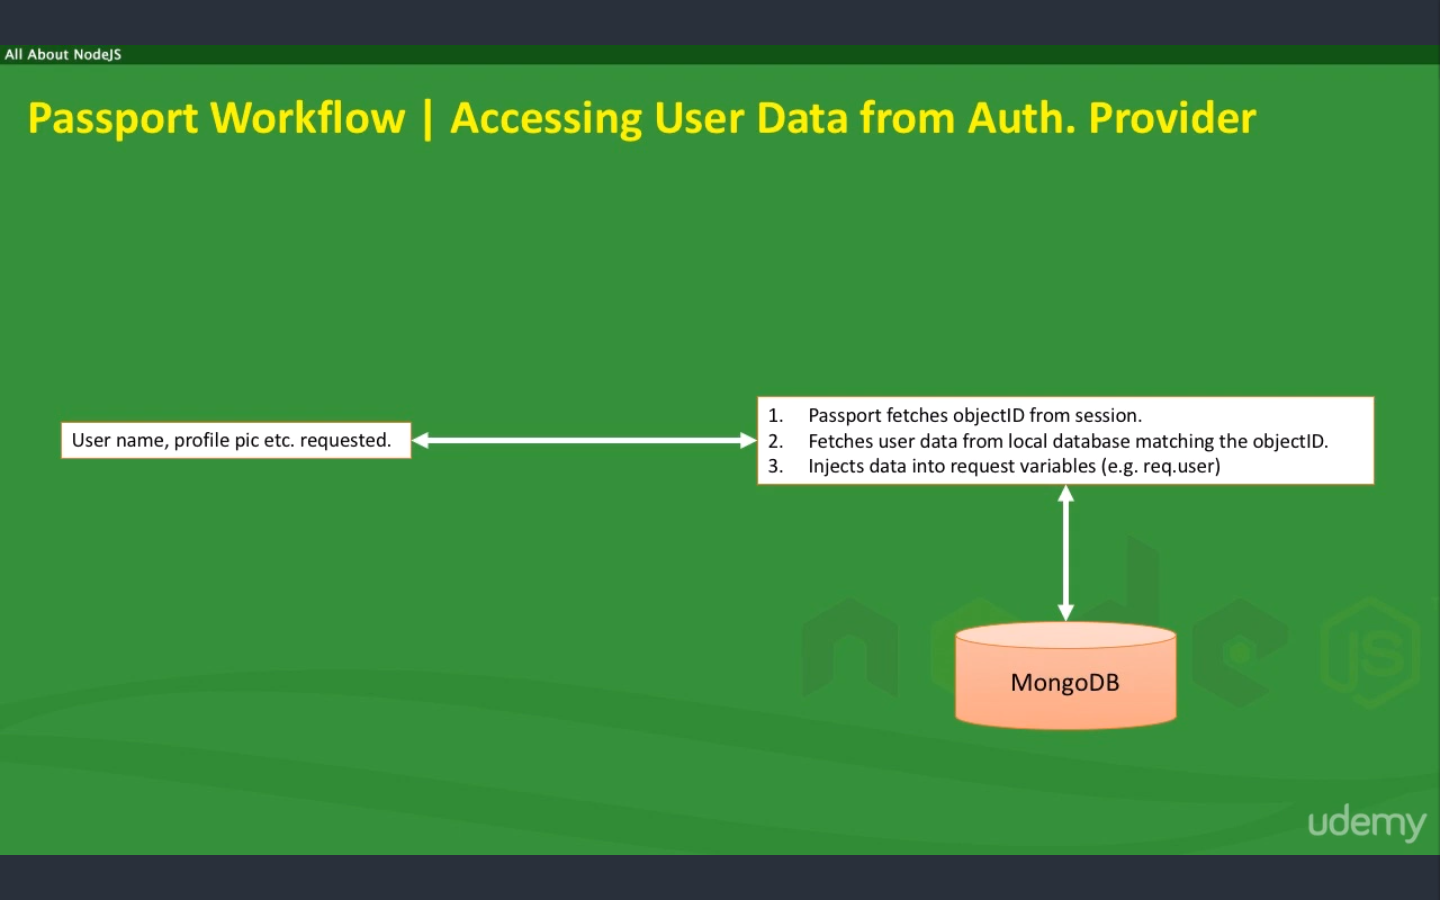 All About NodeJS
Passport Workflow | Accessing User Data from Auth. Provider
User name, profile pic etc. requested.
1. Passport fetches objectID from session.
2. Fetches user data from local database matching the objectID.
3. Injects data into request variables (e.g. req.user)
node
JS
MongoDB
udemy